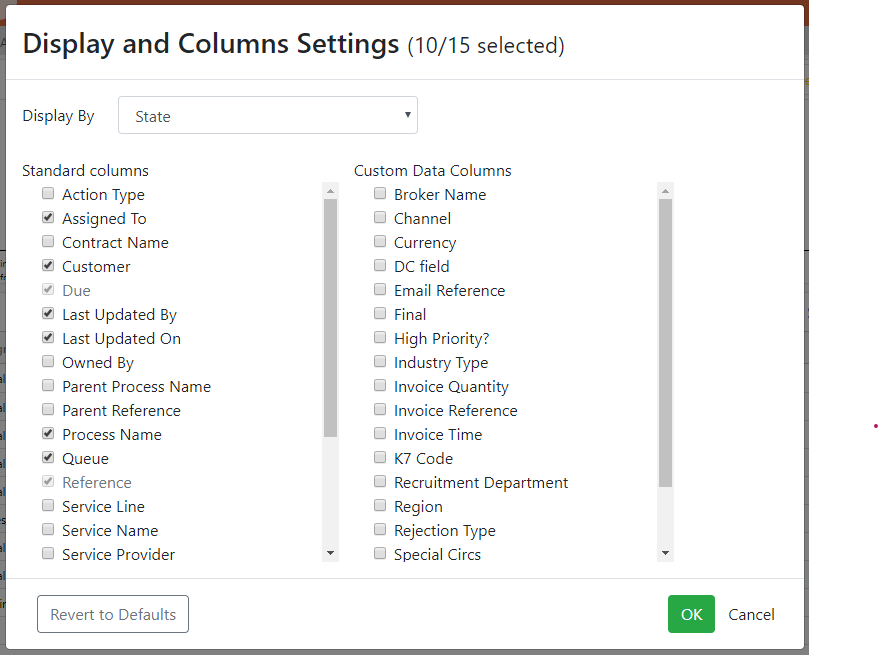 Display and Columns Settings (10/15 selected)
Display By State
Standard columns
Action Type
Assigned To
Contract Name
Customer
Due
Last Updated By
Last Updated On
Owned By
Parent Process Name
Parent Reference
Process Name
Queue
Reference
Service Line
Service Name
Service Provider
Custom Data Columns
Broker Name
Channel
Currency
DC field
Email Reference
Final
High Priority?
Industry Type
Invoice Quantity
Invoice Reference
Invoice Time
K7 Code
Recruitment Department
Region
Rejection Type
Special Circs
Revert to Defaults OK Cancel